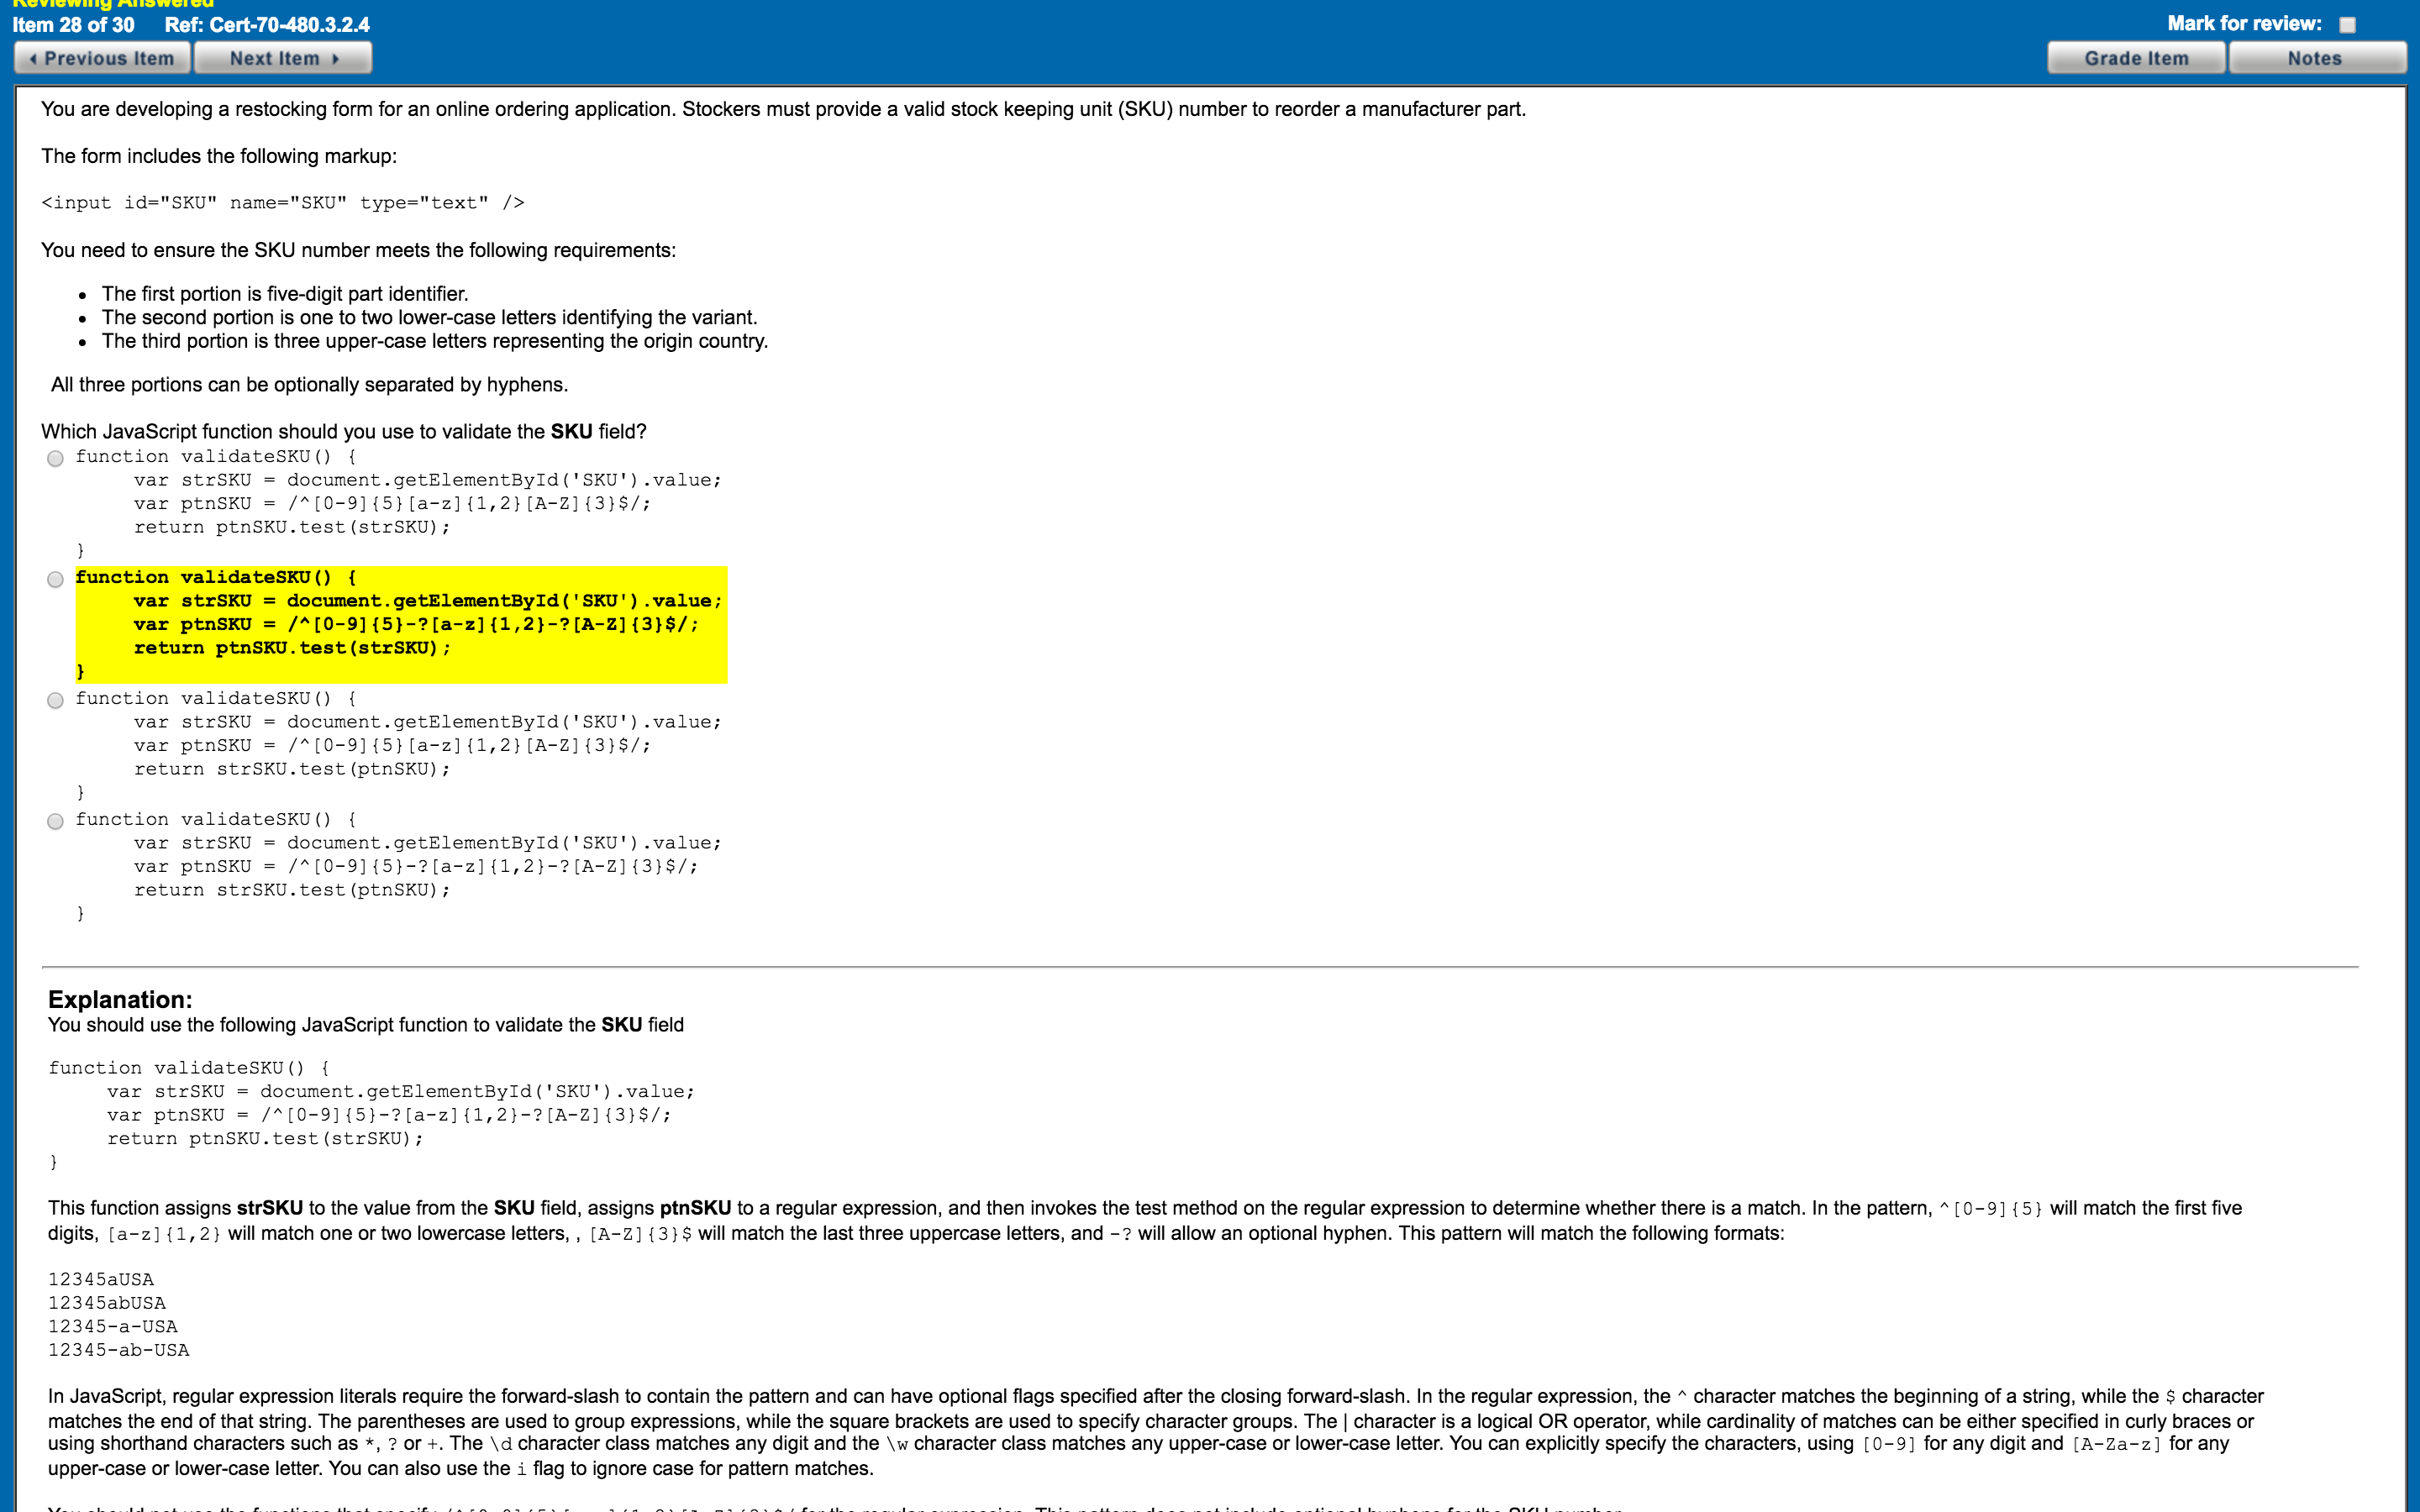 Reviewing Answered
Item 28 of 30 Ref: Cert-70-480.3.2.4
Mark for review:
Previous Item Next Item Grade Item Notes
You are developing a restocking form for an online ordering application. Stockers must provide a valid stock keeping unit (SKU) number to reorder a manufacturer part.
The form includes the following markup:
<input id="SKU" name="SKU" type="text" />
You need to ensure the SKU number meets the following requirements:
• The first portion is five-digit part identifier.
• The second portion is one to two lower-case letters identifying the variant.
• The third portion is three upper-case letters representing the origin country.
All three portions can be optionally separated by hyphens.
Which JavaScript function should you use to validate the SKU field?
function validateSKU() {
var strSKU = document.getElementById('SKU').value;
var ptnSKU = /^[0-9]{5}[a-z]{1,2}[A-Z]{3}$/;
return ptnSKU.test(strSKU);
}
function validateSKU() {
var strSKU = document.getElementById('SKU').value;
var ptnSKU = /^[0-9]{5}-?[a-z]{1,2}-?[A-Z]{3}$/;
return ptnSKU.test(strSKU);
}
function validateSKU() {
var strSKU = document.getElementById('SKU').value;
var ptnSKU = /^[0-9]{5}[a-z]{1,2}[A-Z]{3}$/;
return strSKU.test(ptnSKU);
}
function validateSKU() {
var strSKU = document.getElementById('SKU').value;
var ptnSKU = /^[0-9]{5}-?[a-z]{1,2}-?[A-Z]{3}$/;
return strSKU.test(ptnSKU);
}
Explanation:
You should use the following JavaScript function to validate the SKU field
function validateSKU() {
var strSKU = document.getElementById('SKU').value;
var ptnSKU = /^[0-9]{5}-?[a-z]{1,2}-?[A-Z]{3}$/;
return ptnSKU.test(strSKU);
}
This function assigns strSKU to the value from the SKU field, assigns ptnSKU to a regular expression, and then invokes the test method on the regular expression to determine whether there is a match. In the pattern, ^[0-9]{5} will match the first five
digits, [a-z]{1,2} will match one or two lowercase letters, , [A-Z]{3}$ will match the last three uppercase letters, and -? will allow an optional hyphen. This pattern will match the following formats:
12345aUSA
12345abUSA
12345-a-USA
12345-ab-USA
In JavaScript, regular expression literals require the forward-slash to contain the pattern and can have optional flags specified after the closing forward-slash. In the regular expression, the ^ character matches the beginning of a string, while the $ character
matches the end of that string. The parentheses are used to group expressions, while the square brackets are used to specify character groups. The | character is a logical OR operator, while cardinality of matches can be either specified in curly braces or
using shorthand characters such as *, ? or +. The \d character class matches any digit and the \w character class matches any upper-case or lower-case letter. You can explicitly specify the characters, using [0-9] for any digit and [A-Za-z] for any
upper-case or lower-case letter. You can also use the i flag to ignore case for pattern matches.